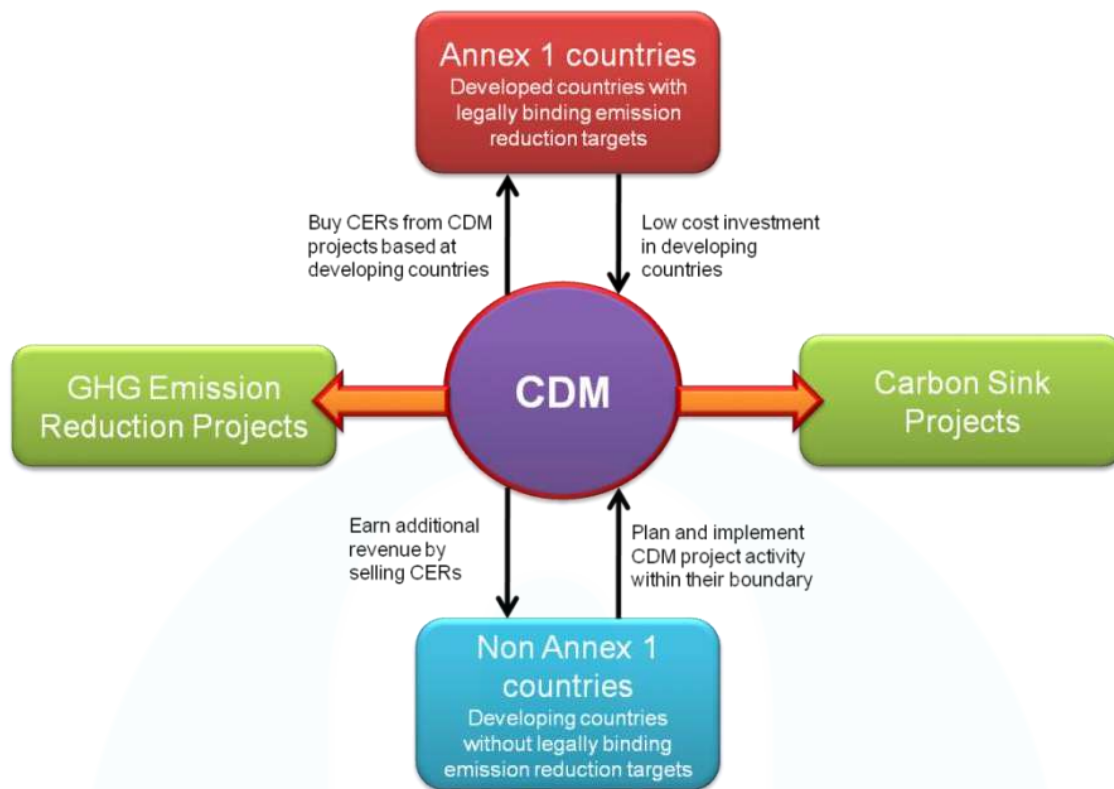 Annex 1 countries
Developed countries with
legally binding emission
reduction targets
Buy CERs from CDM
projects based at
developing countries
Low cost investment
in developing
countries
GHG Emission
Reduction Projects
CDM
Carbon Sink
Projects
Earn additional
revenue by
selling CERs
Plan and implement
CDM project activity
within their boundary
Non Annex 1
countries
Developing countries
without legally binding
emission reduction targets